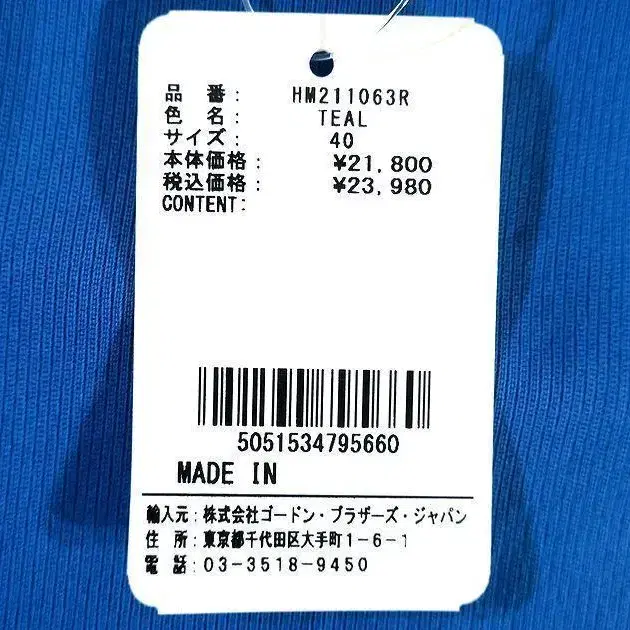 品 番: HM211063R
色 名: TEAL
サイズ: 40
本体価格: ¥21,800
税込価格: ¥23,980
CONTENT:
5051534795660
MADE IN
輸入元:株式会社ゴードン・ブラザーズ・ジャパン
住 所:東京都千代田区大手町1-6-1
電 話:03-3518-9450